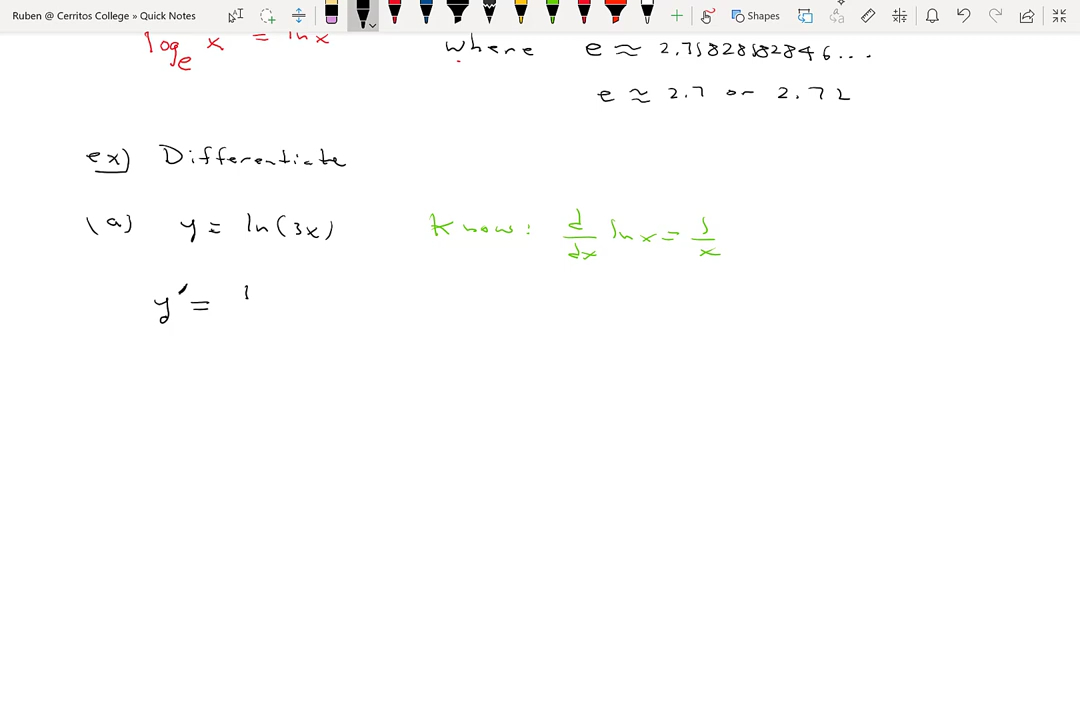 Ruben @ Cerritos College » Quick Notes
Shapes
log_e x = ln x where e ≈ 2.71828182846...
e ≈ 2.7 or 2.72
ex) Differentiate
(a) y = ln(3x) Know: d/dx ln x = 1/x
y' = 1